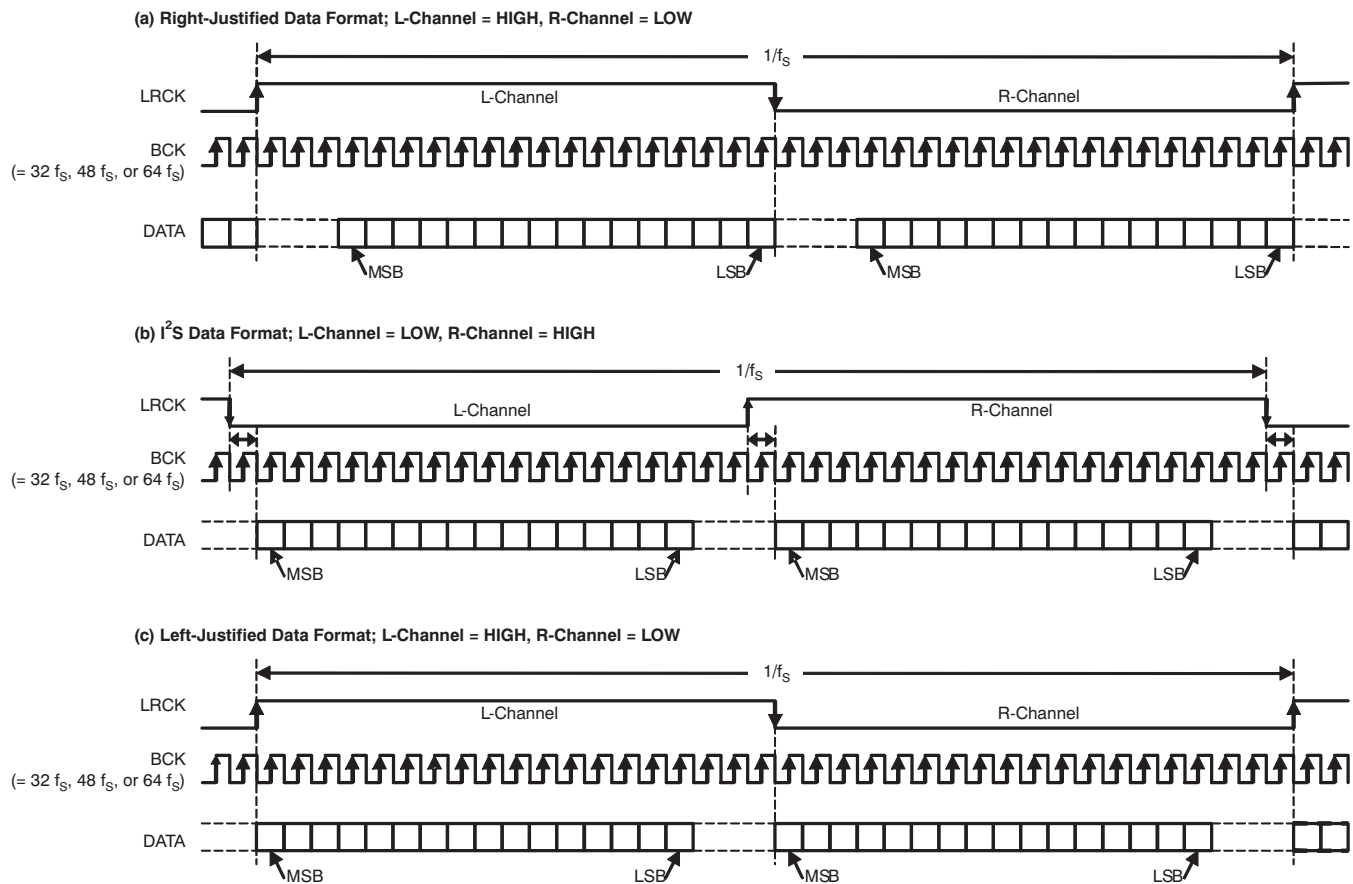 (a) Right-Justified Data Format; L-Channel = HIGH, R-Channel = LOW
1/fS
LRCK
L-Channel
R-Channel
BCK
(= 32 fS, 48 fS, or 64 fS)
DATA
MSB
LSB
MSB
LSB
(b) I2S Data Format; L-Channel = LOW, R-Channel = HIGH
1/fS
LRCK
L-Channel
R-Channel
BCK
(= 32 fS, 48 fS, or 64 fS)
DATA
MSB
LSB
MSB
LSB
(c) Left-Justified Data Format; L-Channel = HIGH, R-Channel = LOW
1/fS
LRCK
L-Channel
R-Channel
BCK
(= 32 fS, 48 fS, or 64 fS)
DATA
MSB
LSB
MSB
LSB